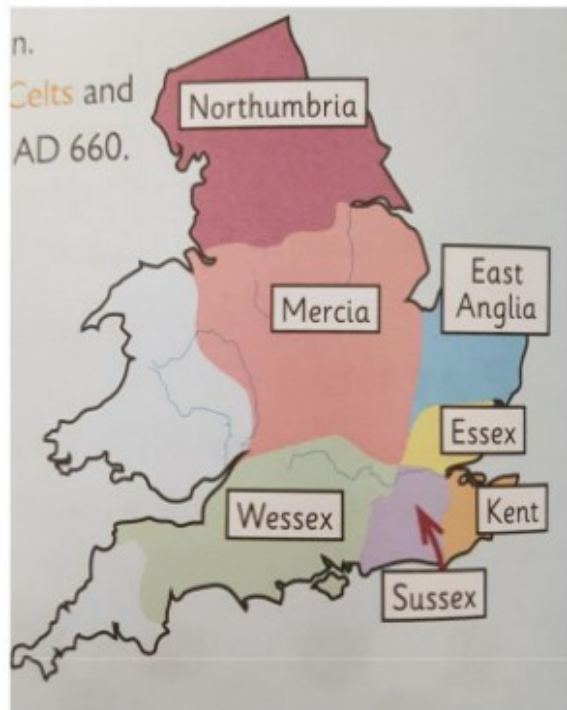 n.
Celts and
AD 660.
Northumbria
East
Anglia
Mercia
Essex
Kent
Wessex
Sussex